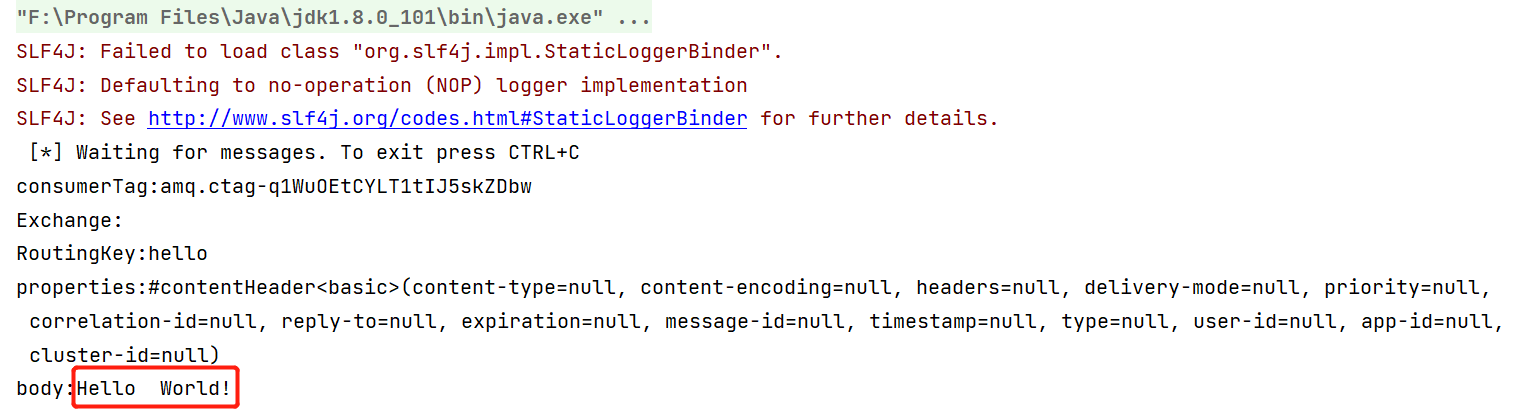 "F:\Program Files\Java\jdk1.8.0_101\bin\java.exe" ...
SLF4J: Failed to load class "org.slf4j.impl.StaticLoggerBinder".
SLF4J: Defaulting to no-operation (NOP) logger implementation
SLF4J: See http://www.slf4j.org/codes.html#StaticLoggerBinder for further details.
 [*] Waiting for messages. To exit press CTRL+C
consumerTag:amq.ctag-q1WuOEtCYLT1tIJ5skZDbw
Exchange:
RoutingKey:hello
properties:#contentHeader<basic>(content-type=null, content-encoding=null, headers=null, delivery-mode=null, priority=null,
 correlation-id=null, reply-to=null, expiration=null, message-id=null, timestamp=null, type=null, user-id=null, app-id=null,
 cluster-id=null)
body:Hello  World!